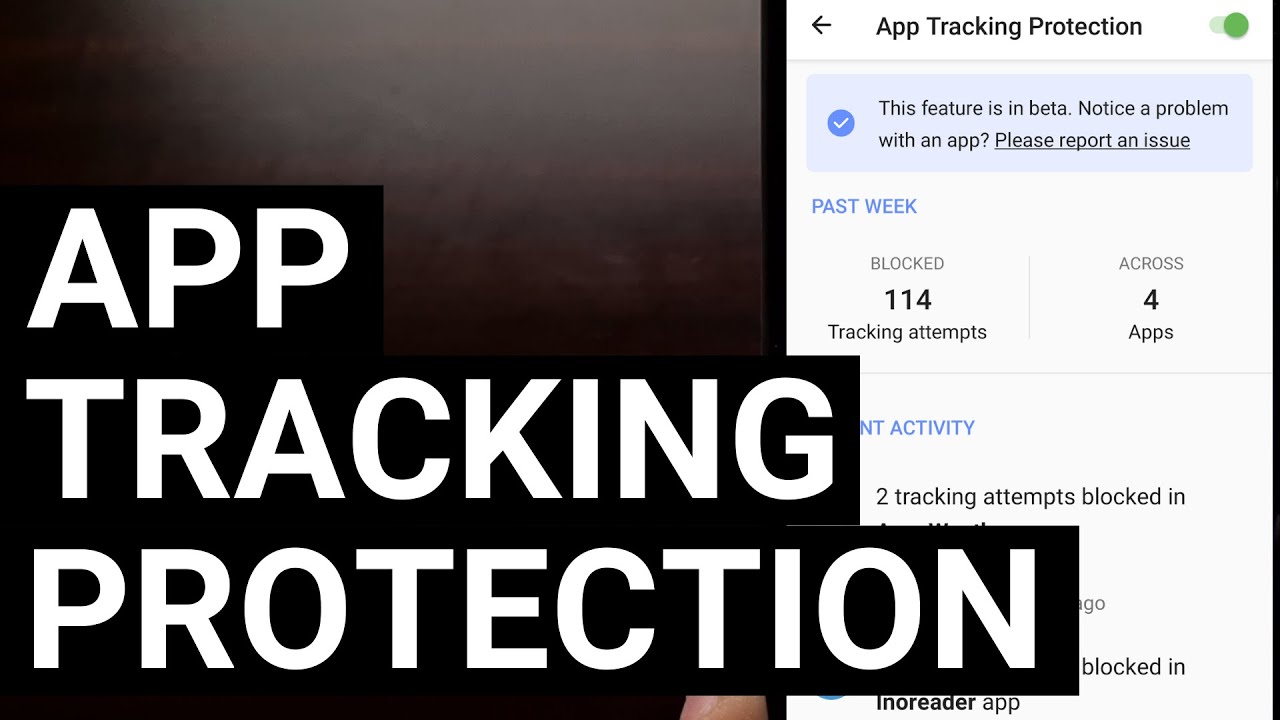 App Tracking Protection
This feature is in beta. Notice a problem
with an app? Please report an issue
PAST WEEK
BLOCKED
114
Tracking attempts
ACROSS
4
Apps
APP
TRACKING
PROTECTION
ACTIVITY
2 tracking attempts blocked in
ago
blocked in
Inoreader app